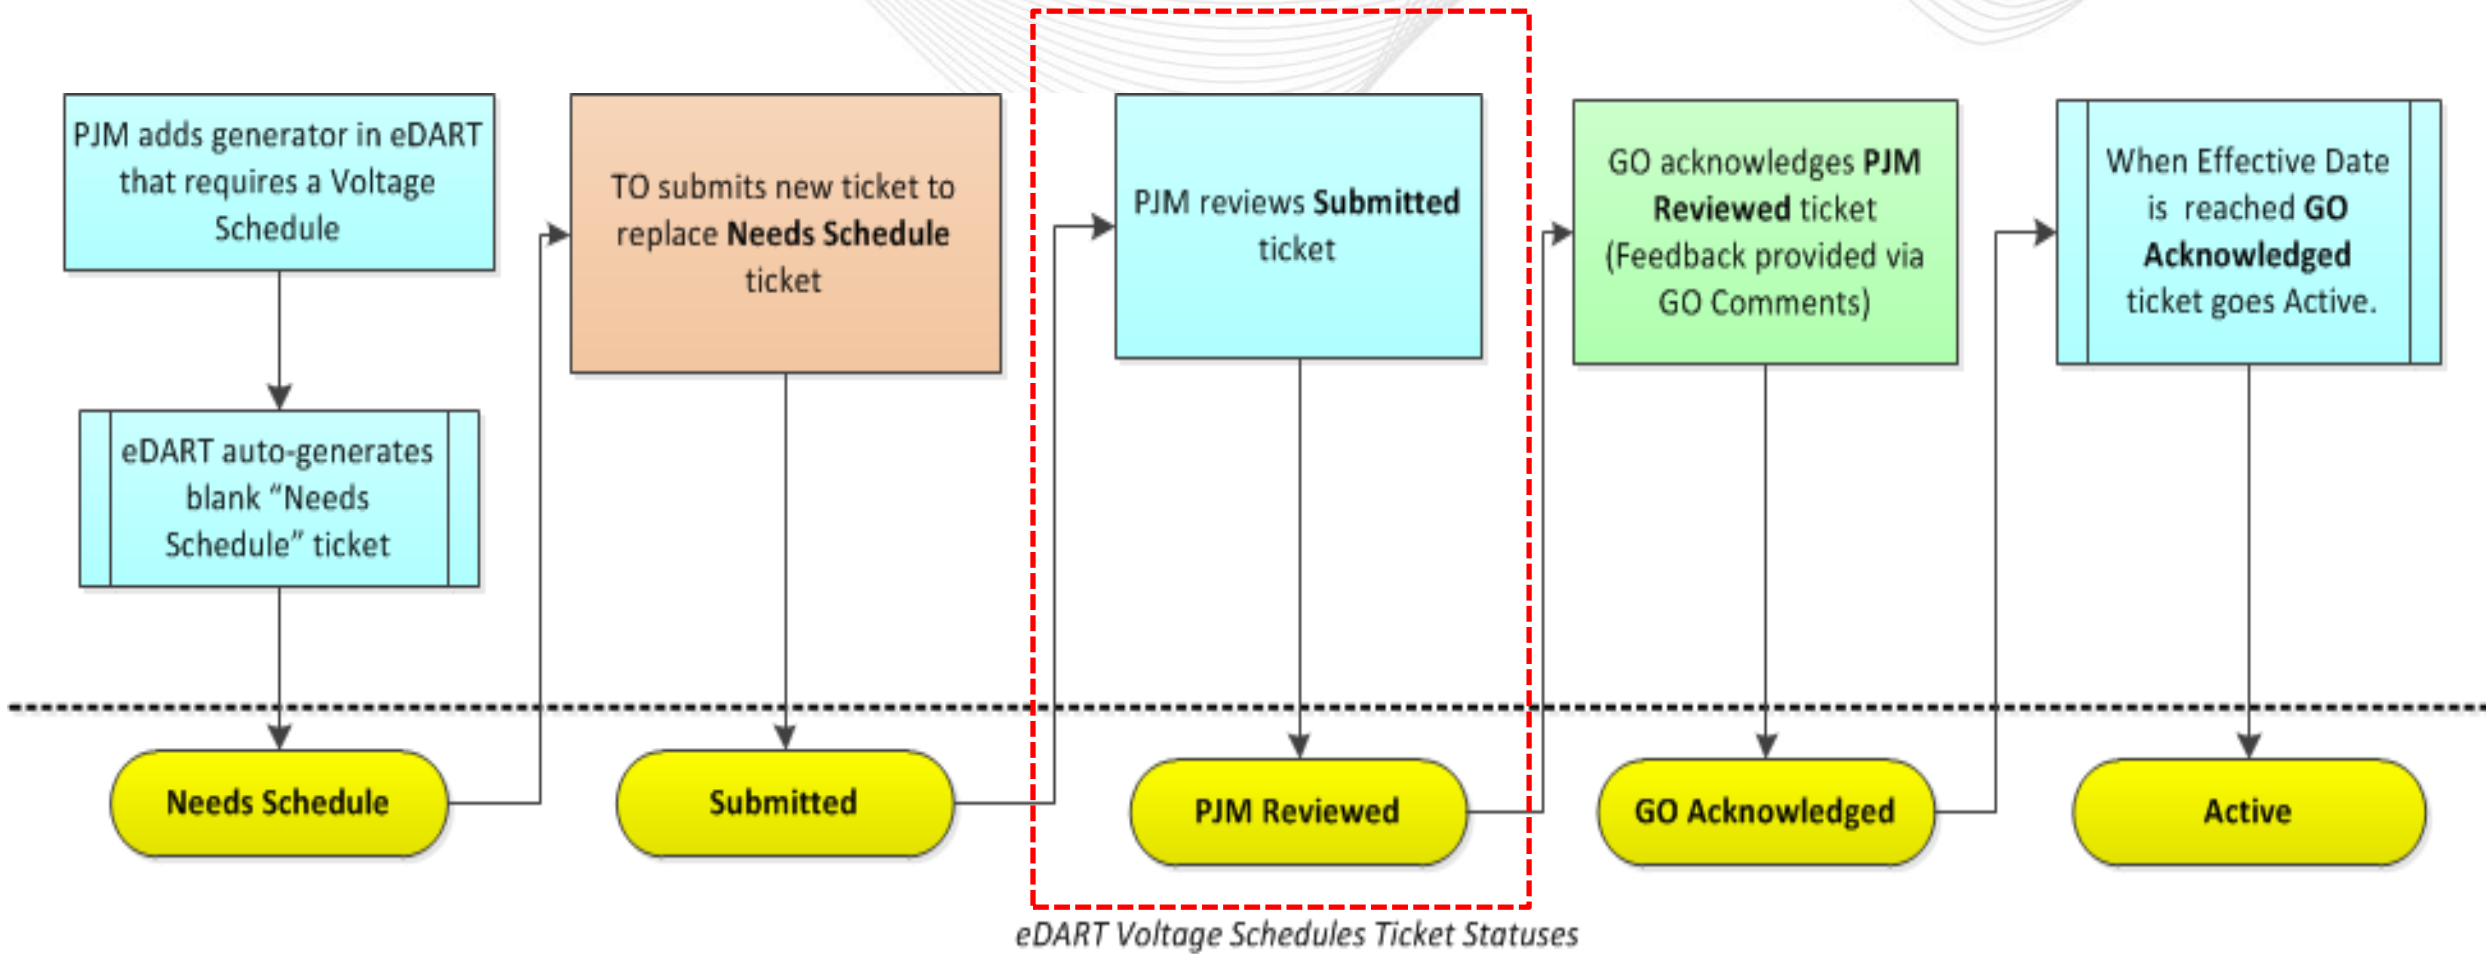 PJM adds generator in eDART
that requires a Voltage
Schedule
eDART auto-generates
blank “Needs
Schedule” ticket
TO submits new ticket to
replace Needs Schedule
ticket
PJM reviews Submitted
ticket
GO acknowledges PJM
Reviewed ticket
(Feedback provided via
GO Comments)
When Effective Date
is reached GO
Acknowledged
ticket goes Active.
Needs Schedule
Submitted
PJM Reviewed
GO Acknowledged
Active
eDART Voltage Schedules Ticket Statuses